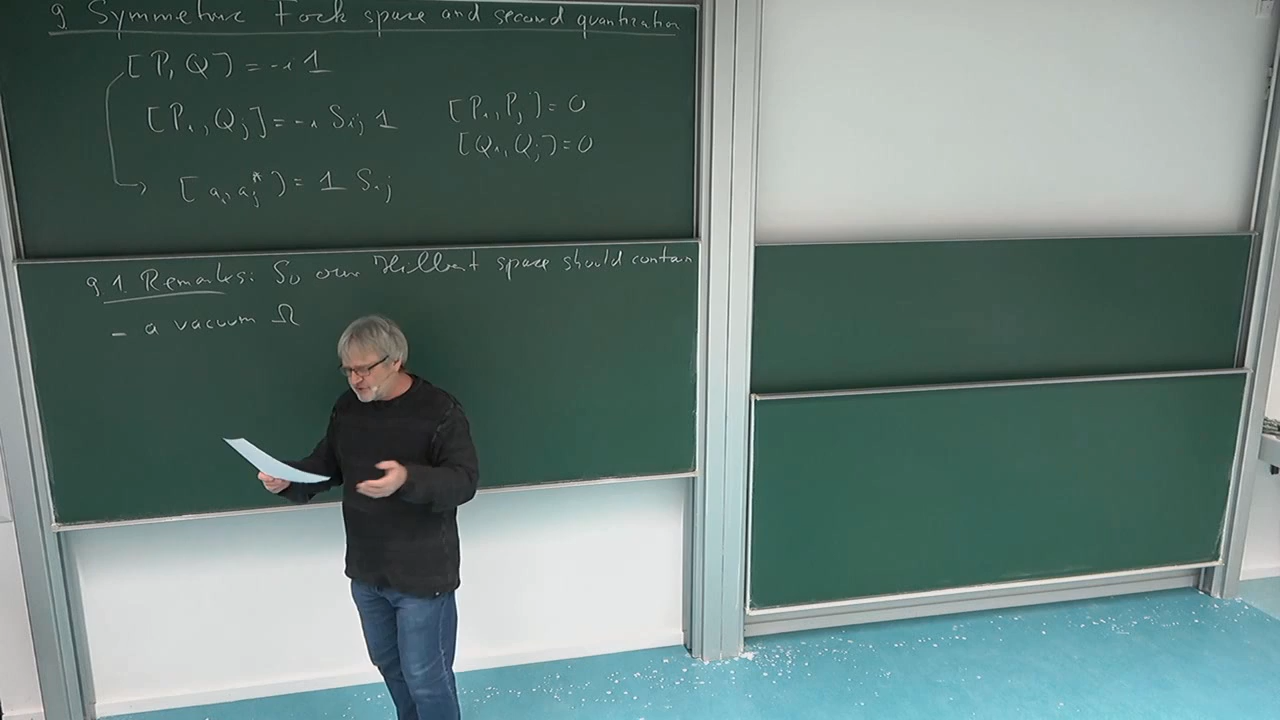 9. Symmetric Fock space and second quantization
[P, Q] = -i 1
[P_i, Q_j] = -i δ_ij 1
[P_i, P_j] = 0
[Q_i, Q_j] = 0
[a_i, a_j^*] = 1 δ_ij
9.1. Remarks: So our Hilbert space should contain
- a vacuum Ω